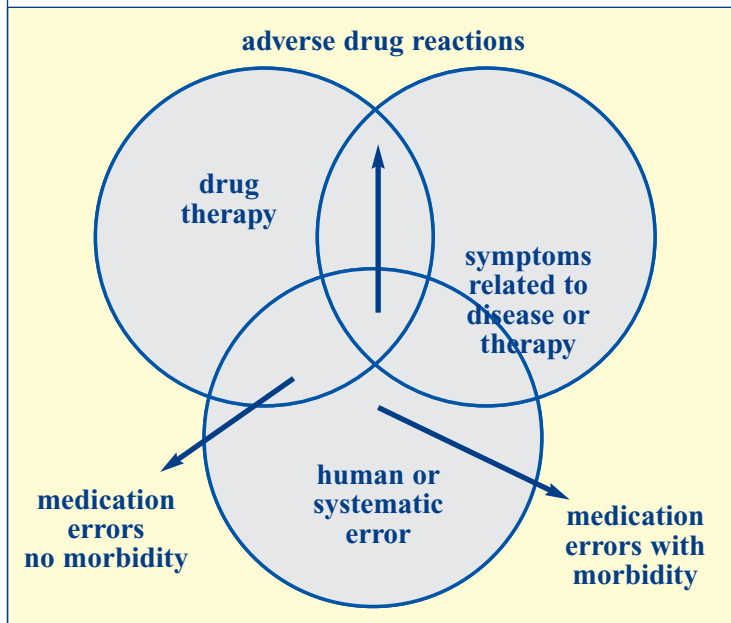 adverse drug reactions
drug
therapy
symptoms
related to
disease or
therapy
human or
systematic
error
medication
errors
no morbidity
medication
errors with
morbidity